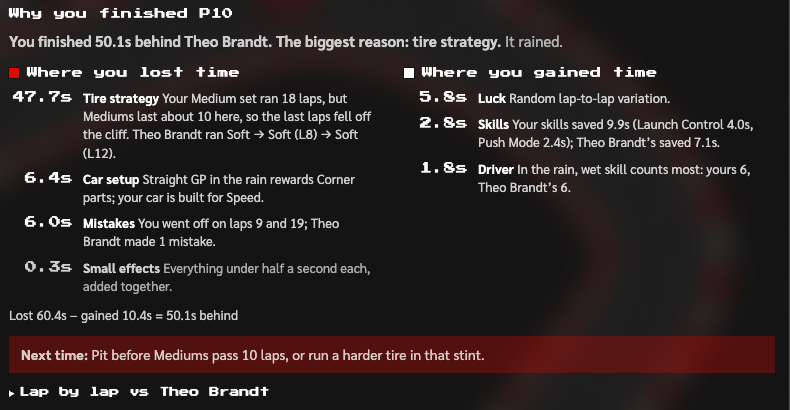 Why you finished P10
You finished 50.1s behind Theo Brandt. The biggest reason: tire strategy. It rained.
Where you lost time
47.7s Tire strategy Your Medium set ran 18 laps, but
Mediums last about 10 here, so the last laps fell off
the cliff. Theo Brandt ran Soft → Soft (L8) → Soft
(L12).
6.4s Car setup Straight GP in the rain rewards Corner
parts; your car is built for Speed.
6.0s Mistakes You went off on laps 9 and 19; Theo
Brandt made 1 mistake.
0.3s Small effects Everything under half a second each,
added together.
Where you gained time
5.8s Luck Random lap-to-lap variation.
2.8s Skills Your skills saved 9.9s (Launch Control 4.0s,
Push Mode 2.4s); Theo Brandt's saved 7.1s.
1.8s Driver In the rain, wet skill counts most: yours 6,
Theo Brandt's 6.
Lost 60.4s – gained 10.4s = 50.1s behind
Next time: Pit before Mediums pass 10 laps, or run a harder tire in that stint.
▸ Lap by lap vs Theo Brandt